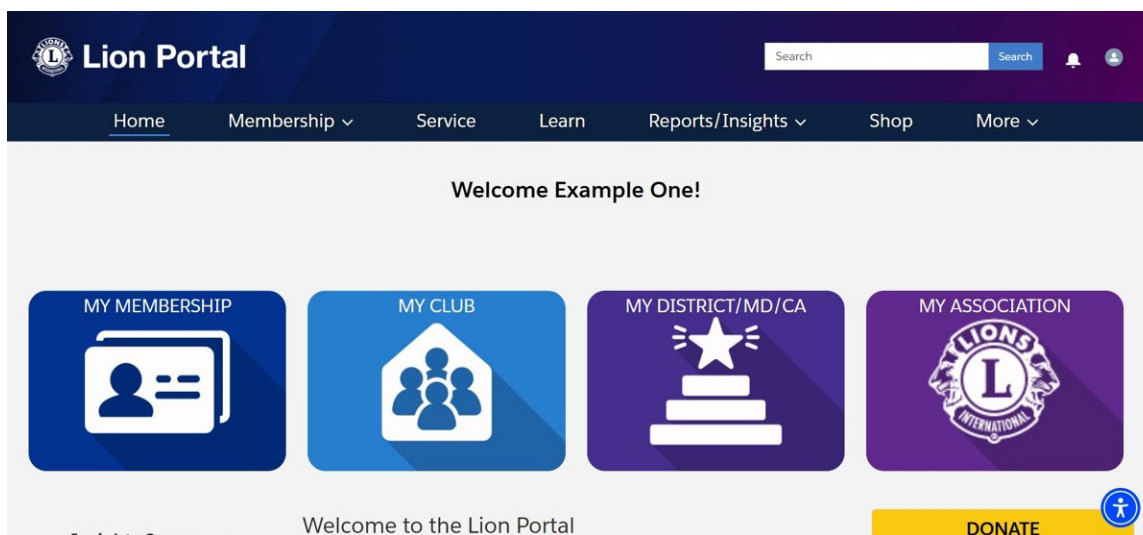 Lion Portal
Search Search
Home Membership Service Learn Reports/Insights Shop More
Welcome Example One!
MY MEMBERSHIP MY CLUB MY DISTRICT/MD/CA MY ASSOCIATION
LIONS
L
INTERNATIONAL
Welcome to the Lion Portal
DONATE